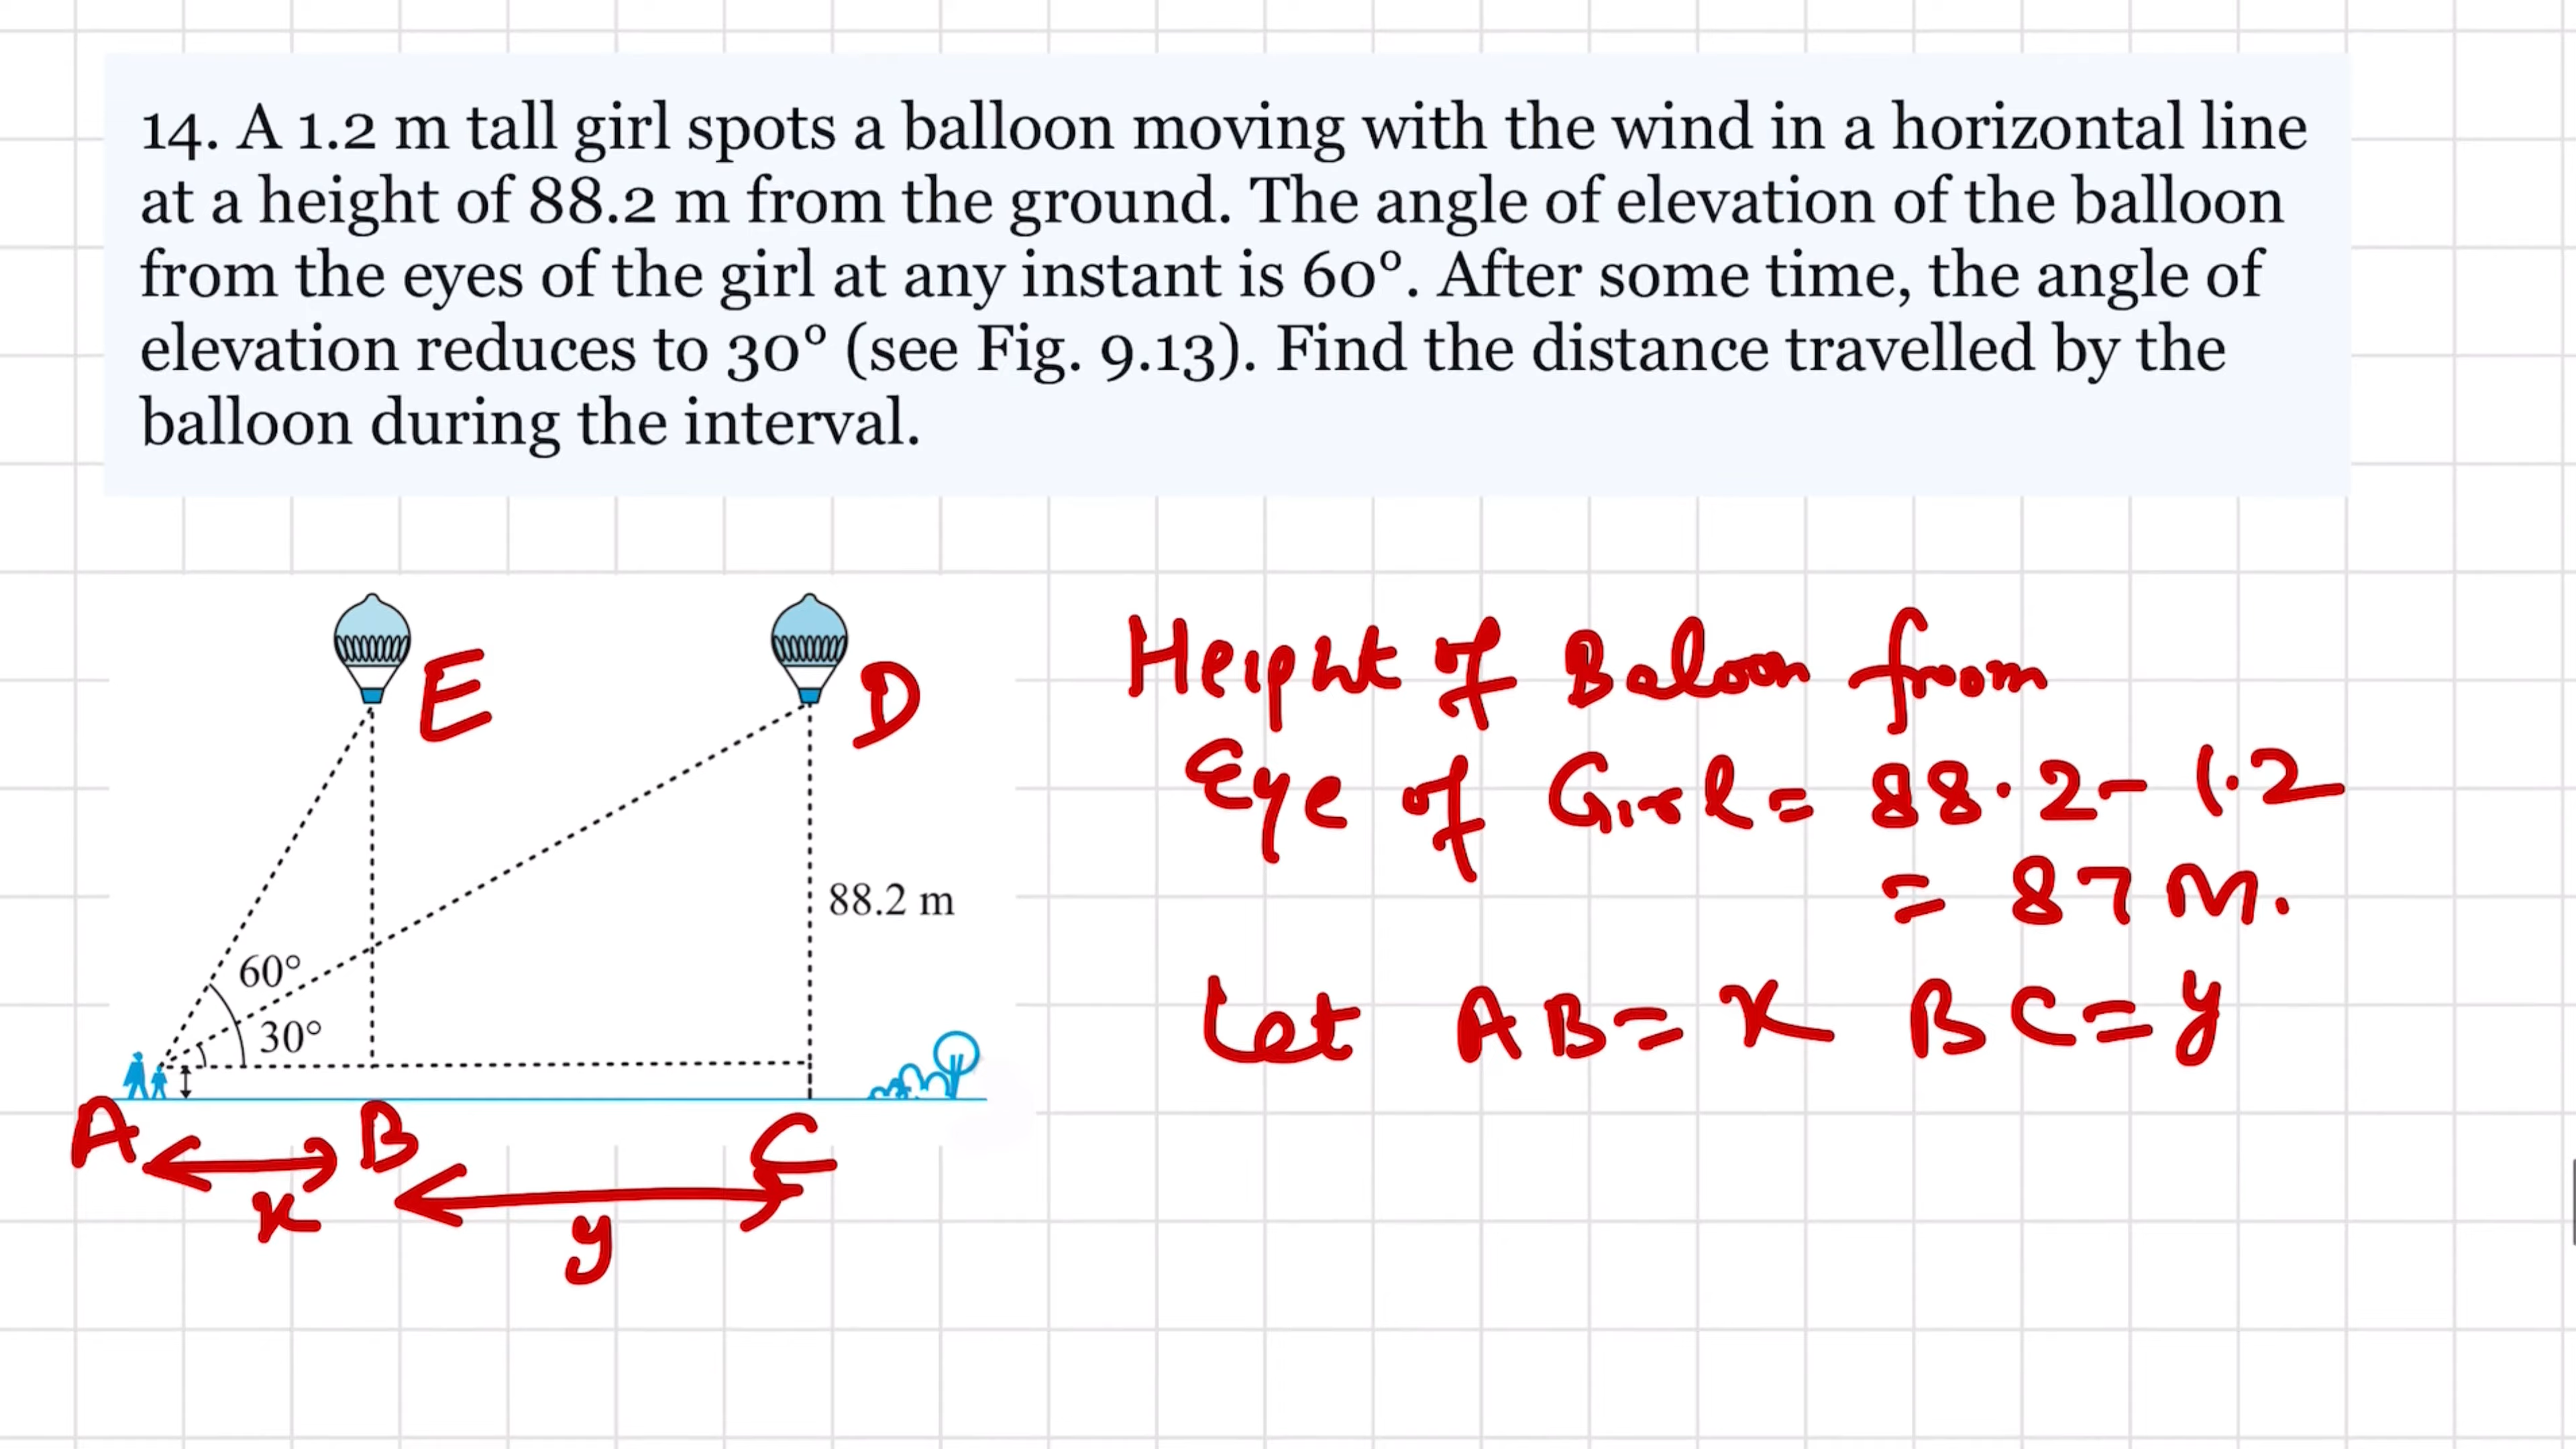 14. A 1.2 m tall girl spots a balloon moving with the wind in a horizontal line
at a height of 88.2 m from the ground. The angle of elevation of the balloon
from the eyes of the girl at any instant is 60°. After some time, the angle of
elevation reduces to 30° (see Fig. 9.13). Find the distance travelled by the
balloon during the interval.
E
D
88.2 m
60°
30°
A
B
C
x
y
Height of Baloon from
Eye of Girl = 88.2 - 1.2
= 87 M.
Let AB = x BC = y